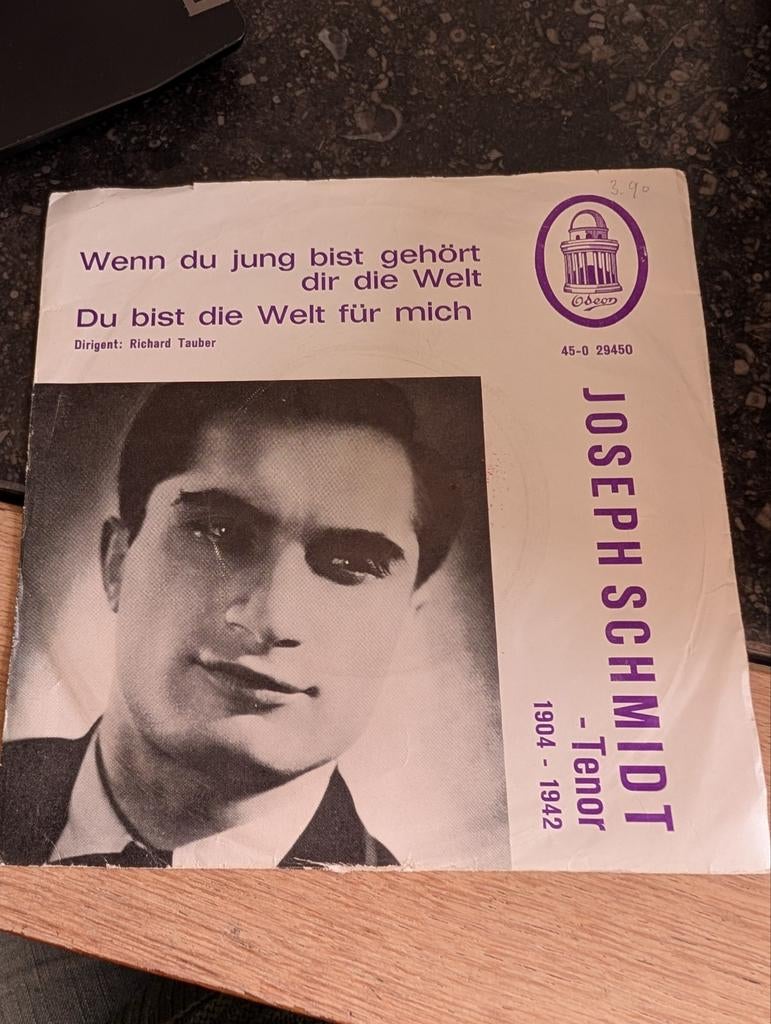 3.90
Wenn du jung bist gehört
dir die Welt
Du bist die Welt für mich
Dirigent: Richard Tauber
Odeon
45-O 29450
JOSEPH SCHMIDT
- Tenor
1904 - 1942